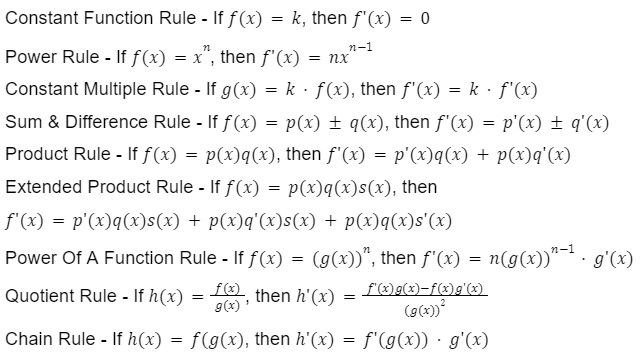 Constant Function Rule - If f(x) = k, then f'(x) = 0
Power Rule - If f(x) = xⁿ, then f'(x) = nxⁿ⁻¹
Constant Multiple Rule - If g(x) = k · f(x), then f'(x) = k · f'(x)
Sum & Difference Rule - If f(x) = p(x) ± q(x), then f'(x) = p'(x) ± q'(x)
Product Rule - If f(x) = p(x)q(x), then f'(x) = p'(x)q(x) + p(x)q'(x)
Extended Product Rule - If f(x) = p(x)q(x)s(x), then
f'(x) = p'(x)q(x)s(x) + p(x)q'(x)s(x) + p(x)q(x)s'(x)
Power Of A Function Rule - If f(x) = (g(x))ⁿ, then f'(x) = n(g(x))ⁿ⁻¹ · g'(x)
Quotient Rule - If h(x) = f(x)/g(x), then h'(x) = f'(x)g(x)−f(x)g'(x)/(g(x))²
Chain Rule - If h(x) = f(g(x), then h'(x) = f'(g(x)) · g'(x)